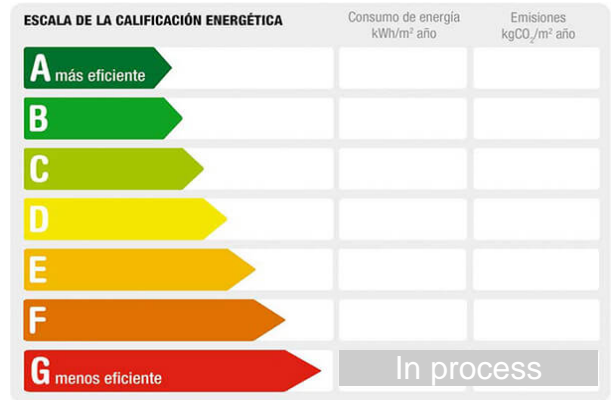 ESCALA DE LA CALIFICACIÓN ENERGÉTICA
Consumo de energía
kWh/m² año
Emisiones
kgCO₂/m² año
A más eficiente
B
C
D
E
F
G menos eficiente
In process